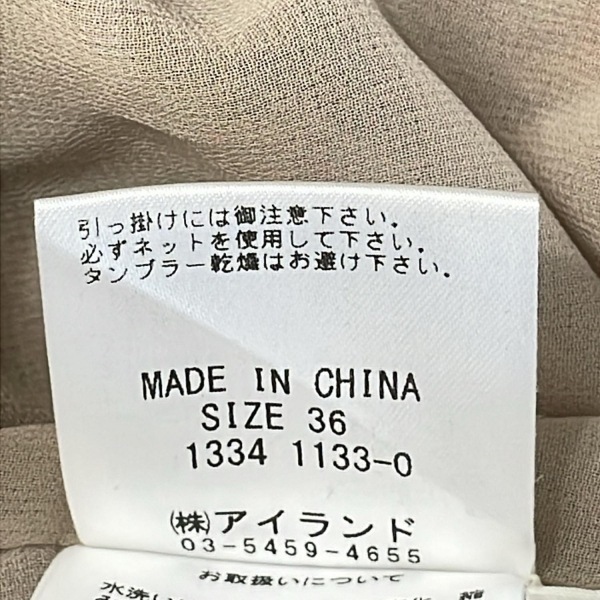 引っ掛けには御注意下さい。
必ずネットを使用して下さい。
タンブラー乾燥はお避け下さい。
MADE IN CHINA
SIZE 36
1334 1133-0
㈱アイランド
03-5459-4655
お取扱いについて
水洗い